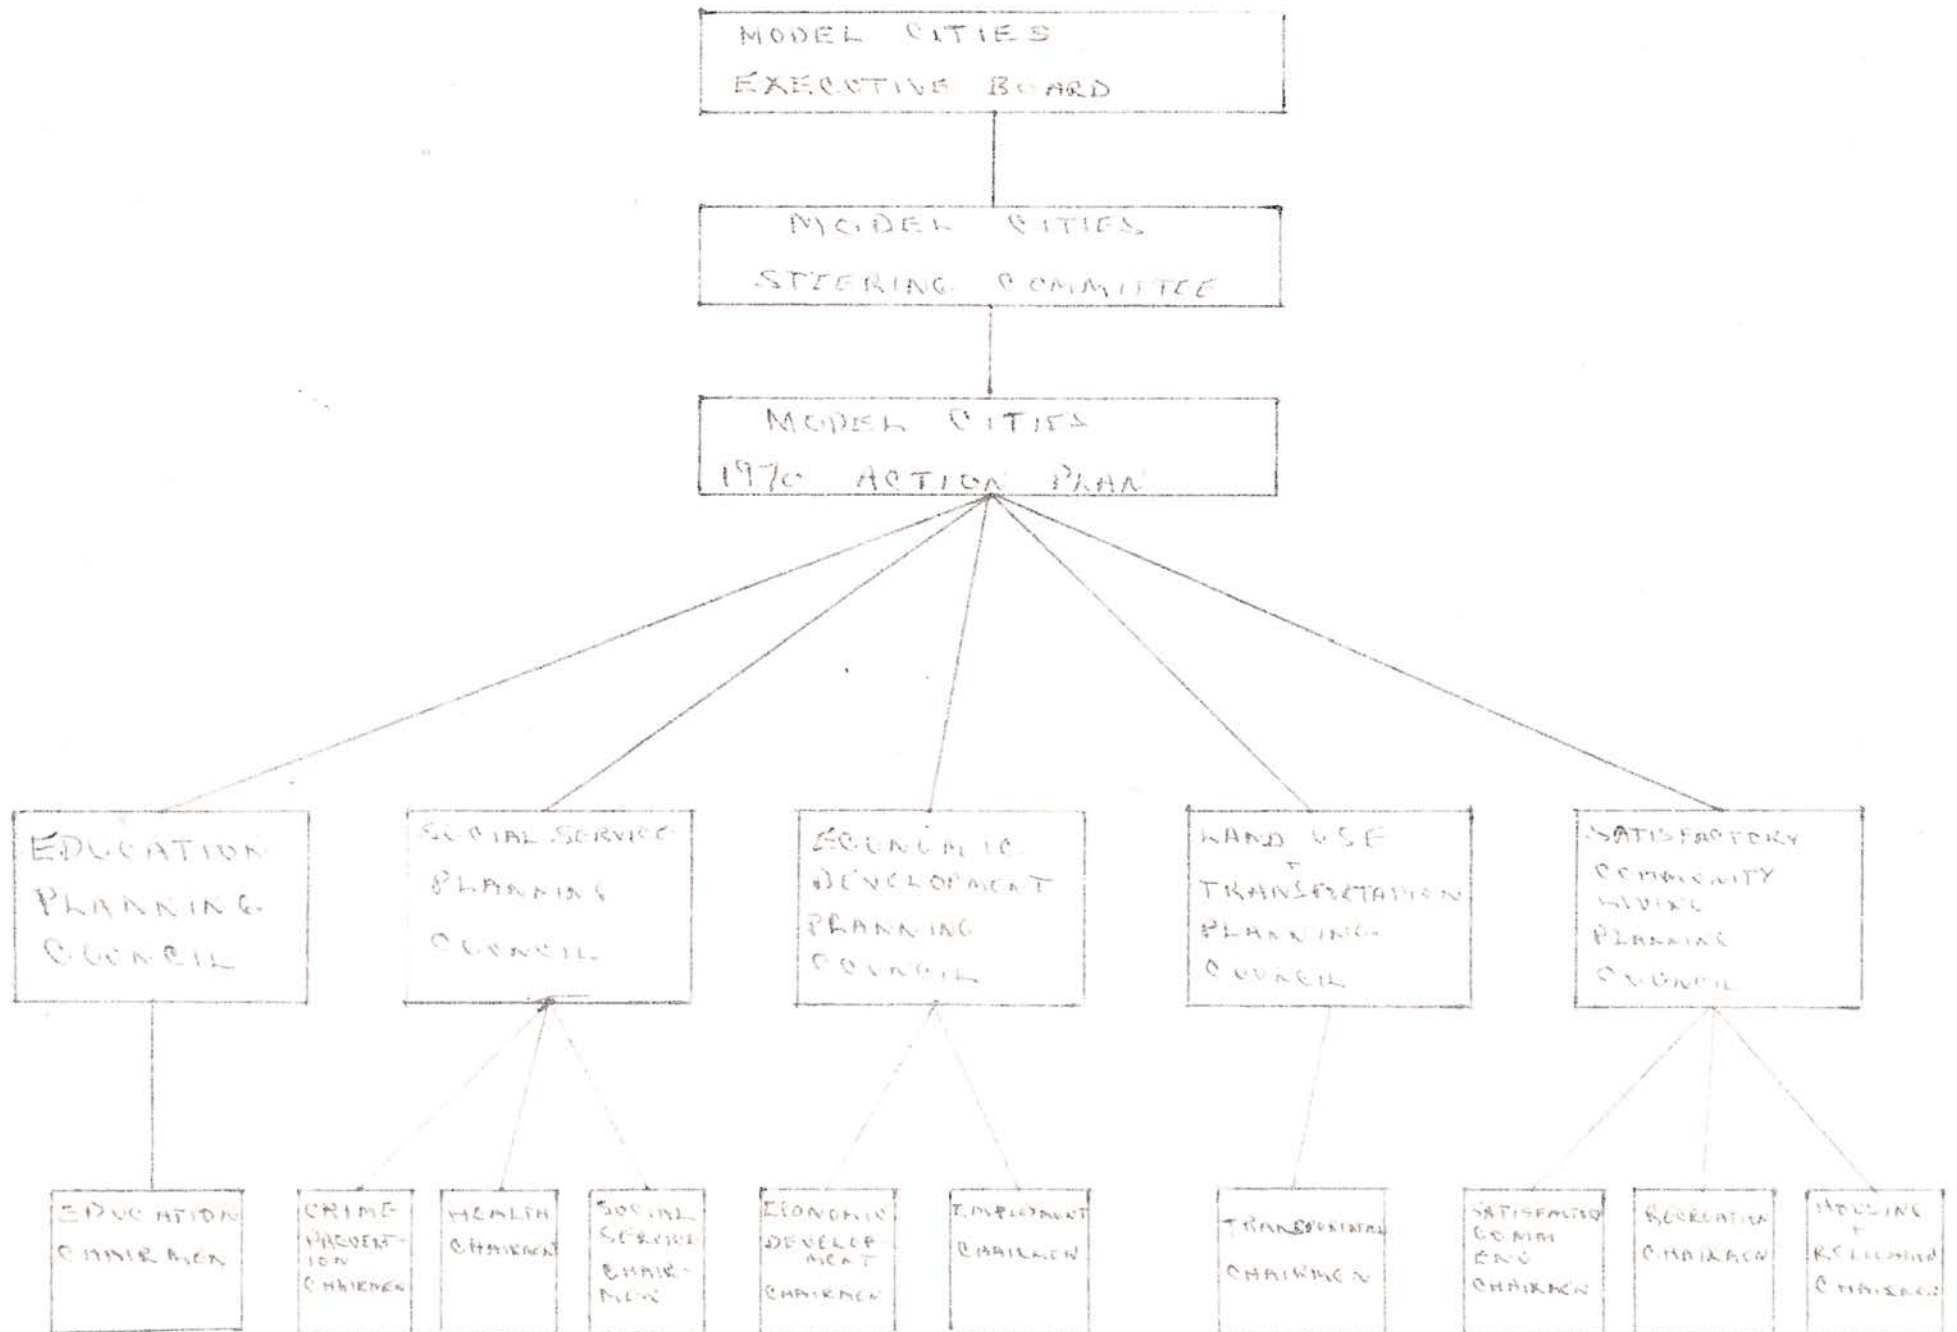 MODEL CITIES
EXECUTIVE BOARD
MODEL CITIES
STEERING COMMITTEE
MODEL CITIES
1970 ACTION PLAN
EDUCATION
PLANNING
COUNCIL
SOCIAL SERVICE
PLANNING
COUNCIL
ECONOMIC
DEVELOPMENT
PLANNING
COUNCIL
LAND USE
+
TRANSPORTATION
PLANNING
COUNCIL
SATISFACTORY
COMMUNITY
LIVING
PLANNING
COUNCIL
EDUCATION
CHAIRMEN
CRIME
PREVENT-
ION
CHAIRMEN
HEALTH
CHAIRMEN
SOCIAL
SERVICE
CHAIR-
MEN
ECONOMIC
DEVELOP-
MENT
CHAIRMEN
EMPLOYMENT
CHAIRMEN
TRANSPORTATION
CHAIRMEN
COMM
ENV
CHAIRMEN
RECREATION
CHAIRMEN
HOUSING
+
RELOCATION
CHAIRMEN